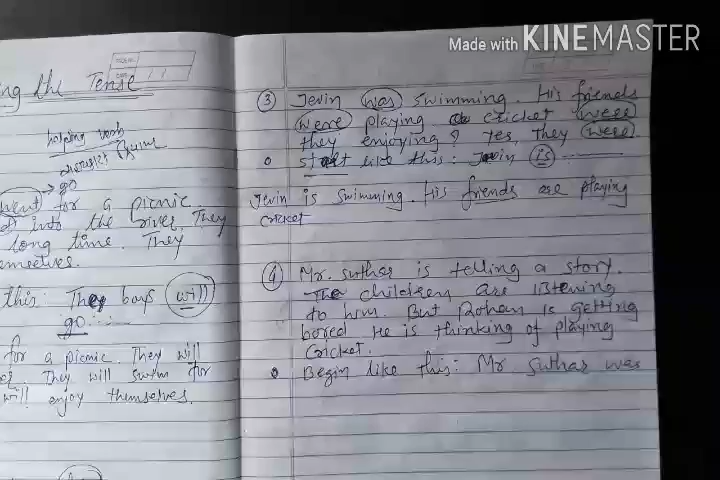 Made with KINEMASTER
ing the Tense
helping verb
went → go
for a picnic.
into the river. They
long time. They
emselves.
this: They boys will
go
for a picnic. They will
They will swim for
will enjoy themselves.
③ Jevin was swimming. His friends
were playing cricket were
they enjoying? Yes, they were
start like this: Jevin is
Jevin is swimming. His friends are playing
cricket
④ Mr. Suthar is telling a story.
The children are listening
to him. But Rohan is getting
bored He is thinking of playing
Cricket.
Begin like this: Mr Suthar was